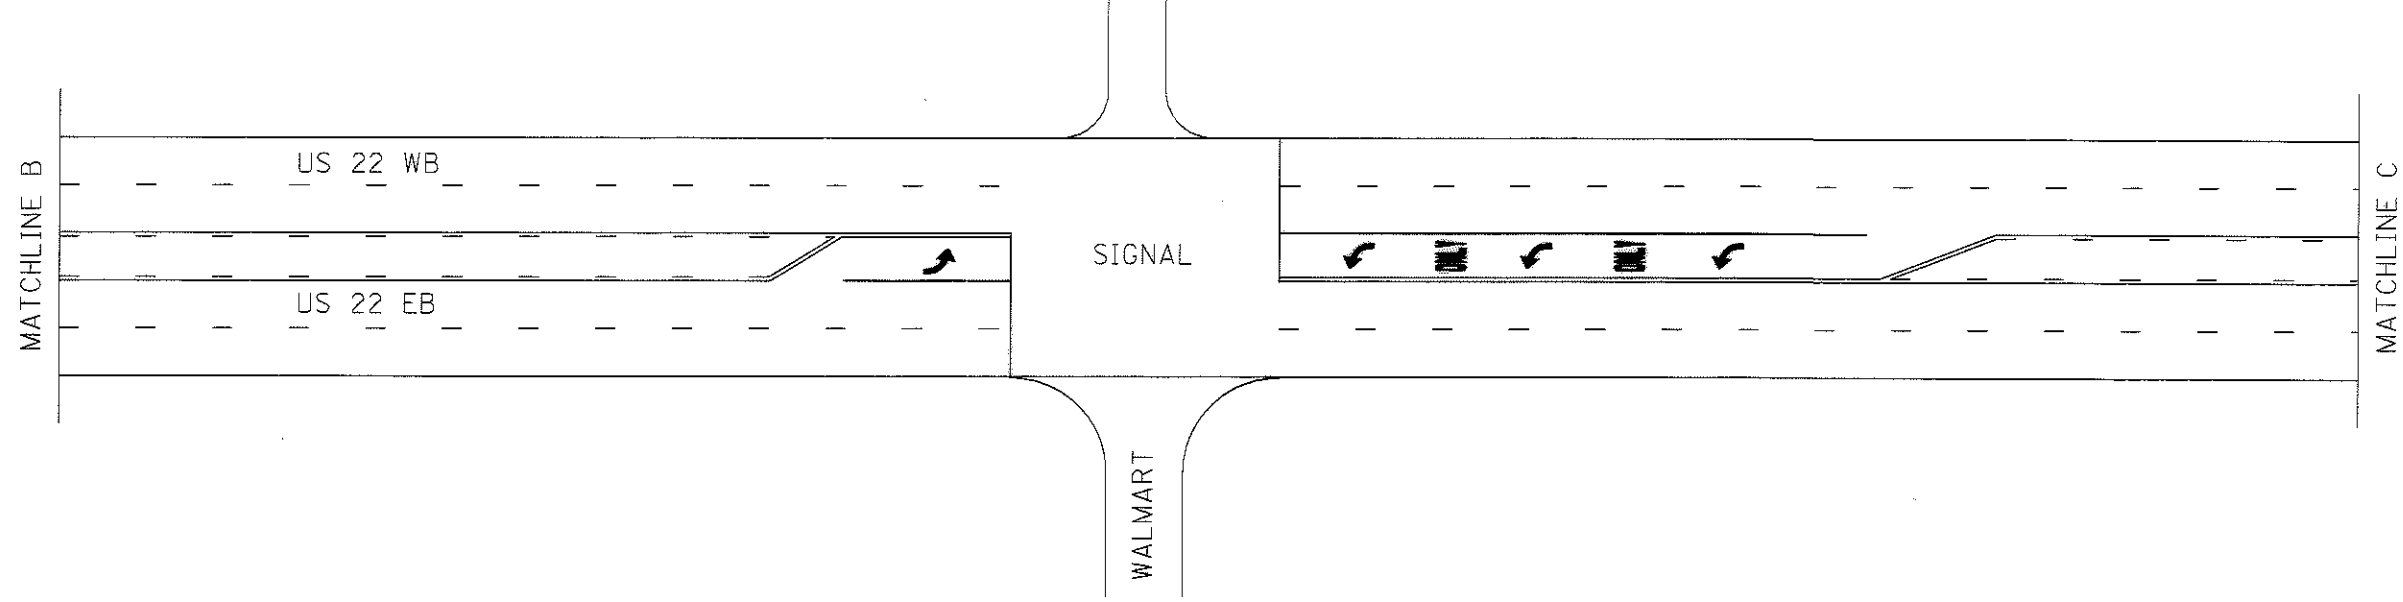 MATCHLINE B
US 22 WB
US 22 EB
SIGNAL
WALMART
MATCHLINE C